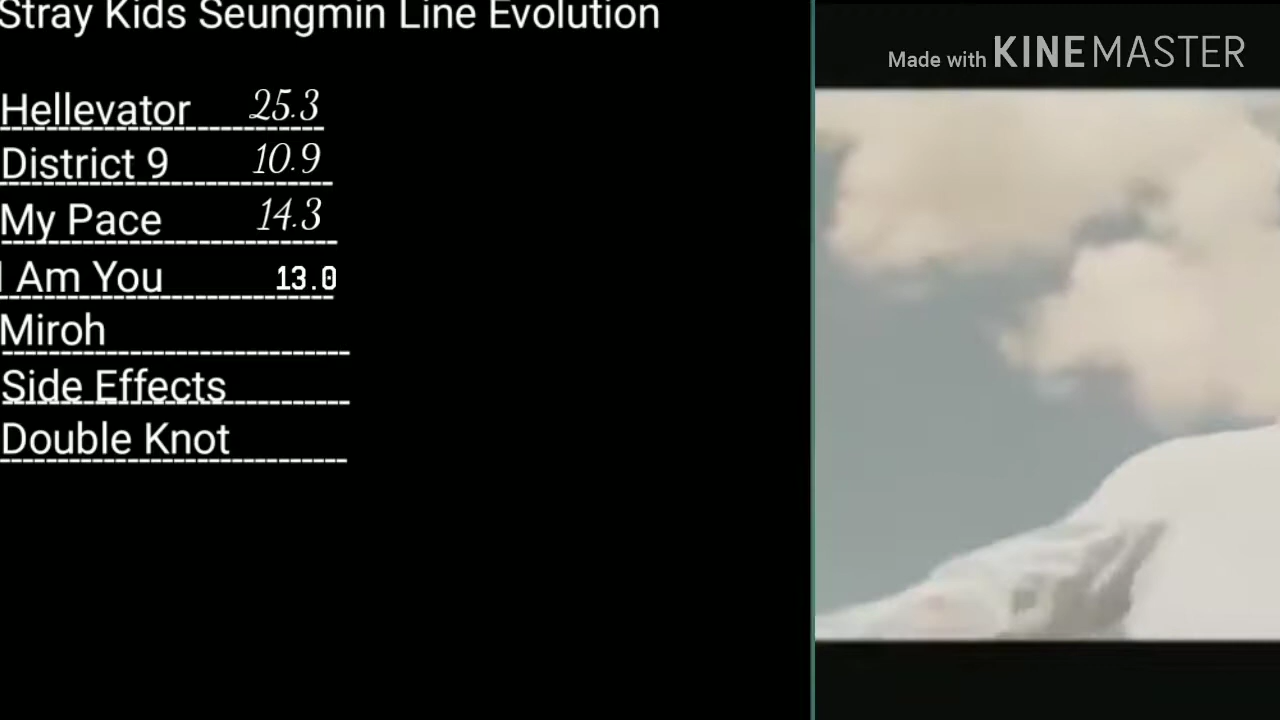 Stray Kids Seungmin Line Evolution
Made with KINEMASTER
Hellevator 25.3
District 9 10.9
My Pace 14.3
I Am You 13.0
Miroh
Side Effects
Double Knot